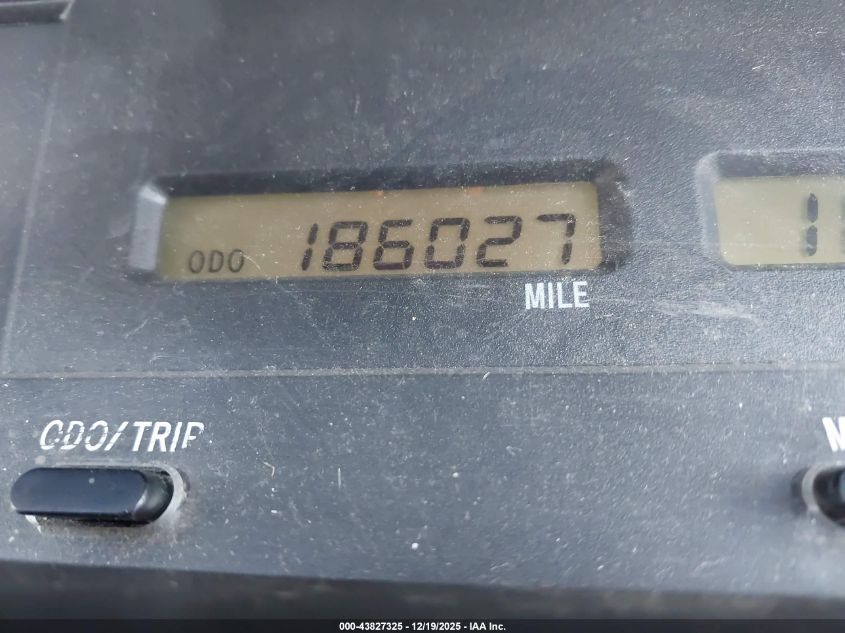 ODO 186027
MILE
ODO/TRIP
000-43827325 - 12/19/2025 - IAA Inc.